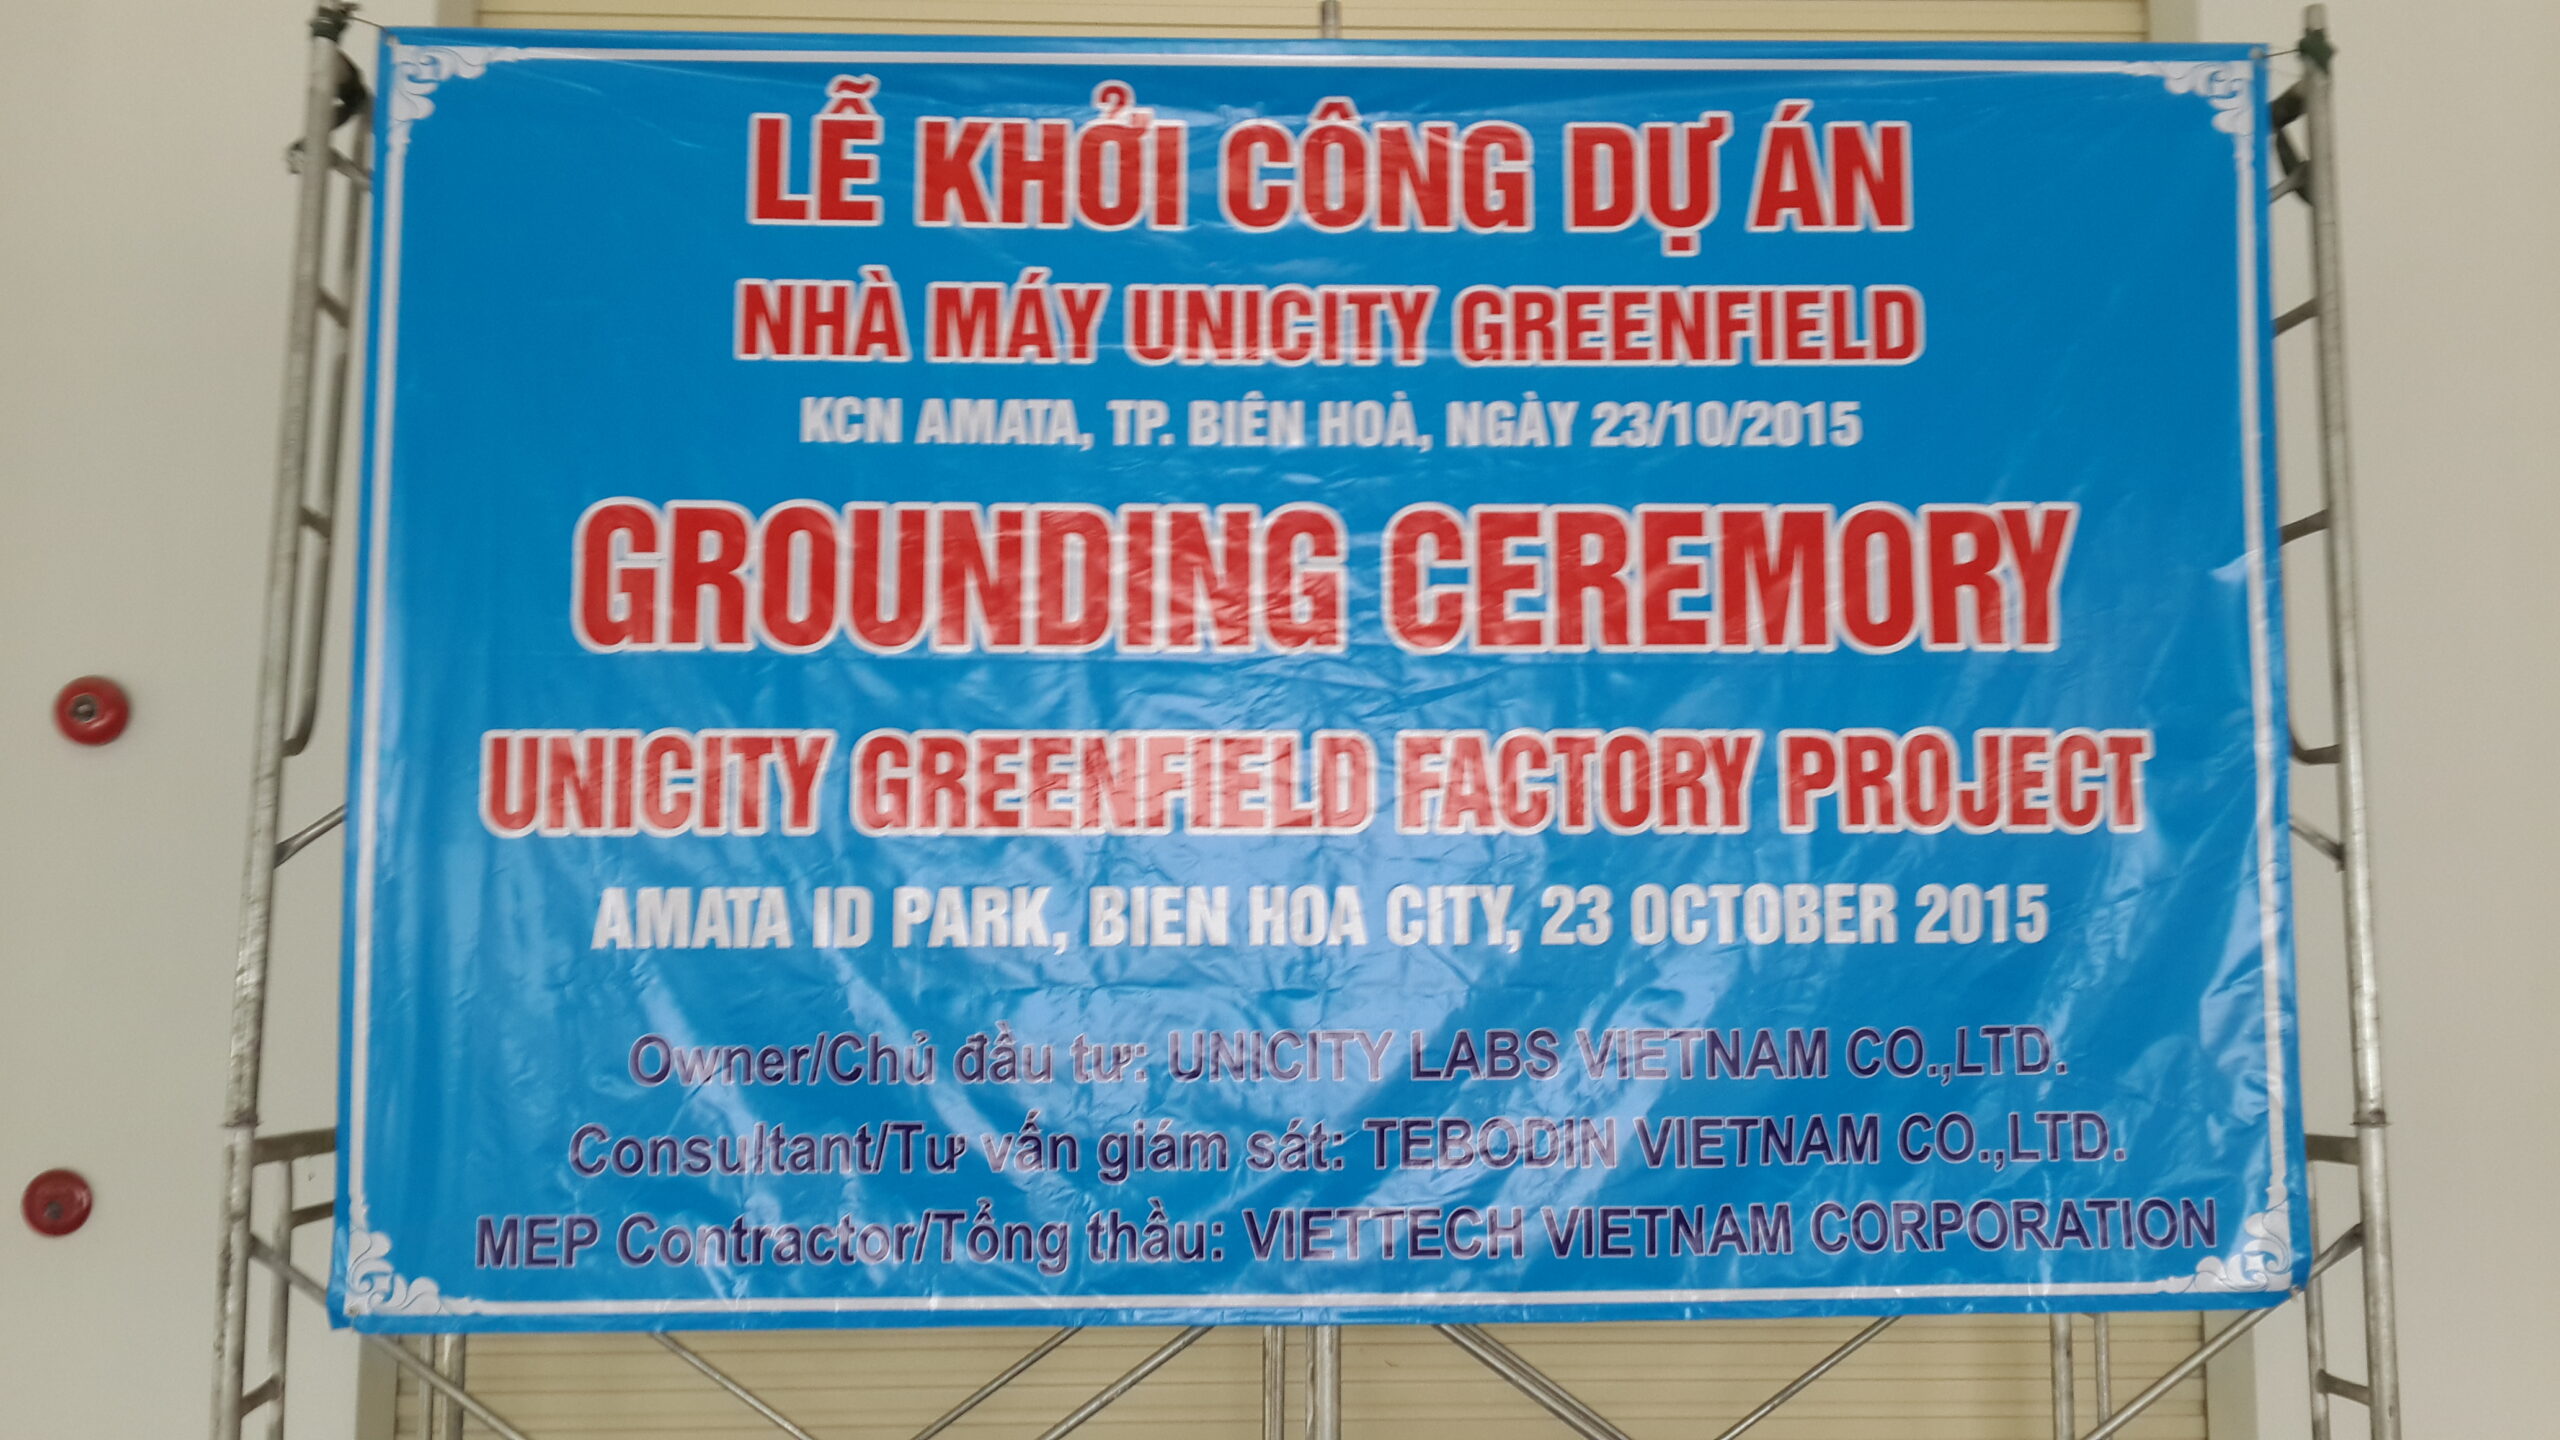 LỄ KHỞI CÔNG DỰ ÁN
NHÀ MÁY UNICITY GREENFIELD
KCN AMATA, TP. BIÊN HOÀ, NGÀY 23/10/2015
GROUNDING CEREMORY
UNICITY GREENFIELD FACTORY PROJECT
AMATA ID PARK, BIEN HOA CITY, 23 OCTOBER 2015
Owner/Chủ đầu tư: UNICITY LABS VIETNAM CO.,LTD.
Consultant/Tư vấn giám sát: TEBODIN VIETNAM CO.,LTD.
MEP Contractor/Tổng thầu: VIETTECH VIETNAM CORPORATION